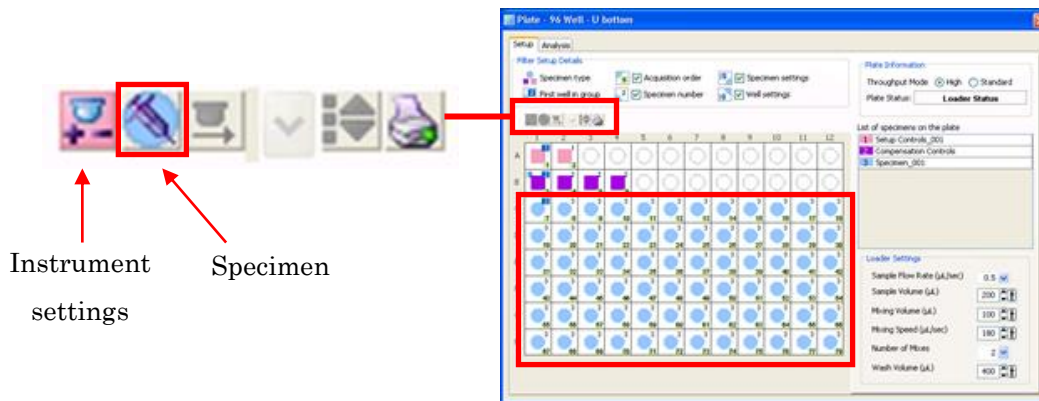 Instrument
settings
Specimen
Plate - 96 Well - U bottom
Setup Analysis
Filter Setup Details
Specimen type Acquisition order Specimen settings
First well in group Specimen number Well settings
Plate Information
Throughput Mode High Standard
Plate Status: Loader Status
List of specimens on the plate
1 Setup Controls_001
2 Compensation Controls
3 Specimen_001
1 2 3 4 5 6 7 8 9 10 11 12
A
B
Loader Settings
Sample Flow Rate (µL/sec) 0.5
Sample Volume (µL) 200
Mixing Volume (µL) 100
Mixing Speed (µL/sec) 180
Number of Mixes 2
Wash Volume (µL) 400